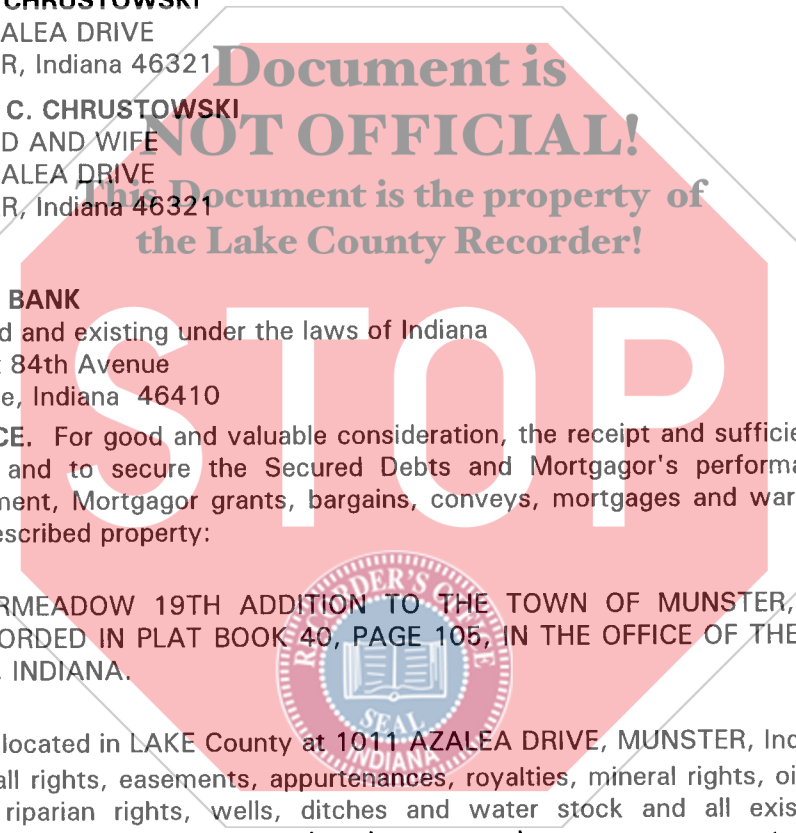 CHRUSTOWSKI
ALEA DRIVE
R, Indiana 46321
Document is
C. CHRUSTOWSKI
NOT OFFICIAL!
D AND WIFE
ALEA DRIVE
This Document is the property of
R, Indiana 46321
the Lake County Recorder!
BANK
d and existing under the laws of Indiana
84th Avenue
e, Indiana 46410
STOP
CE. For good and valuable consideration, the receipt and sufficie
and to secure the Secured Debts and Mortgagor's performa
ment, Mortgagor grants, bargains, conveys, mortgages and war
escribed property:
RMEADOW 19TH ADDITION TO THE TOWN OF MUNSTER,
ORDED IN PLAT BOOK 40, PAGE 105, IN THE OFFICE OF THE
, INDIANA.
RECORDER'S OFFICE
SEAL
INDIANA
located in LAKE County at 1011 AZALEA DRIVE, MUNSTER, Ind
all rights, easements, appurtenances, royalties, mineral rights, oi
riparian rights, wells, ditches and water stock and all exis